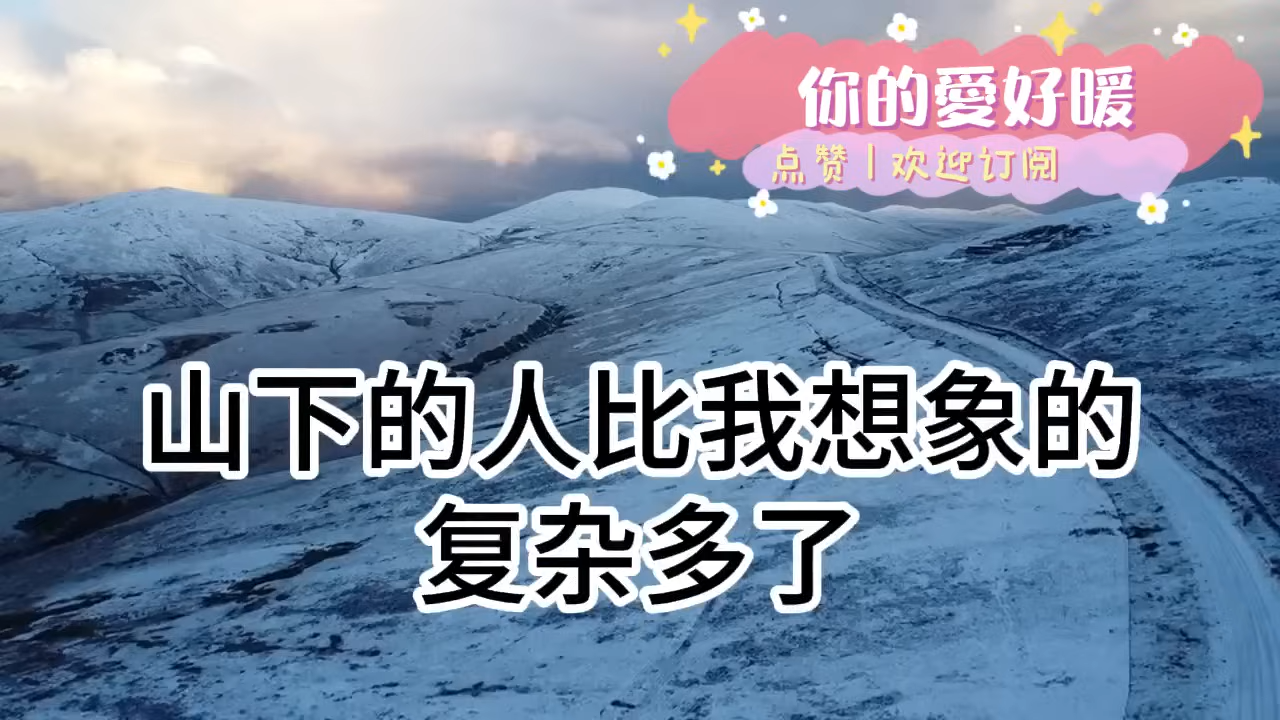 你的愛好暖
点赞|欢迎订阅
山下的人比我想象的
复杂多了